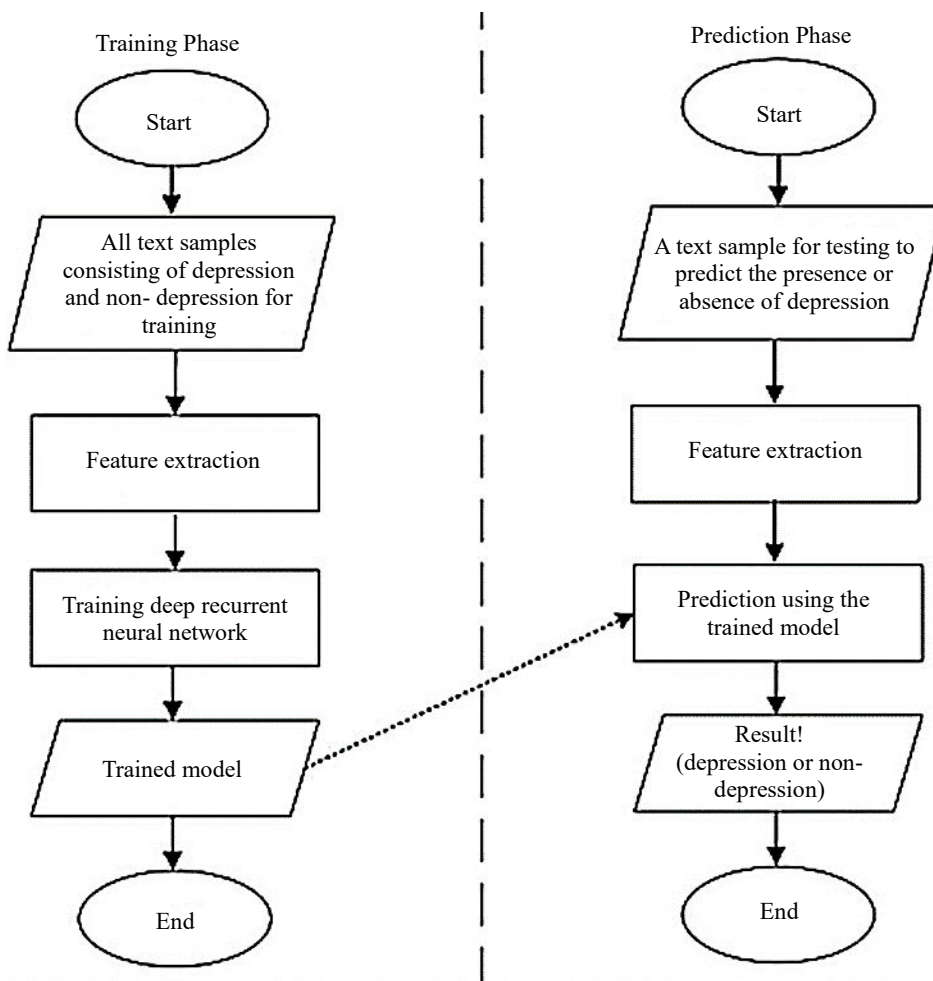 Training Phase
Start
All text samples
consisting of depression
and non- depression for
training
Feature extraction
Training deep recurrent
neural network
Trained model
End
Prediction Phase
Start
A text sample for testing to
predict the presence or
absence of depression
Feature extraction
Prediction using the
trained model
Result!
(depression or non-
depression)
End